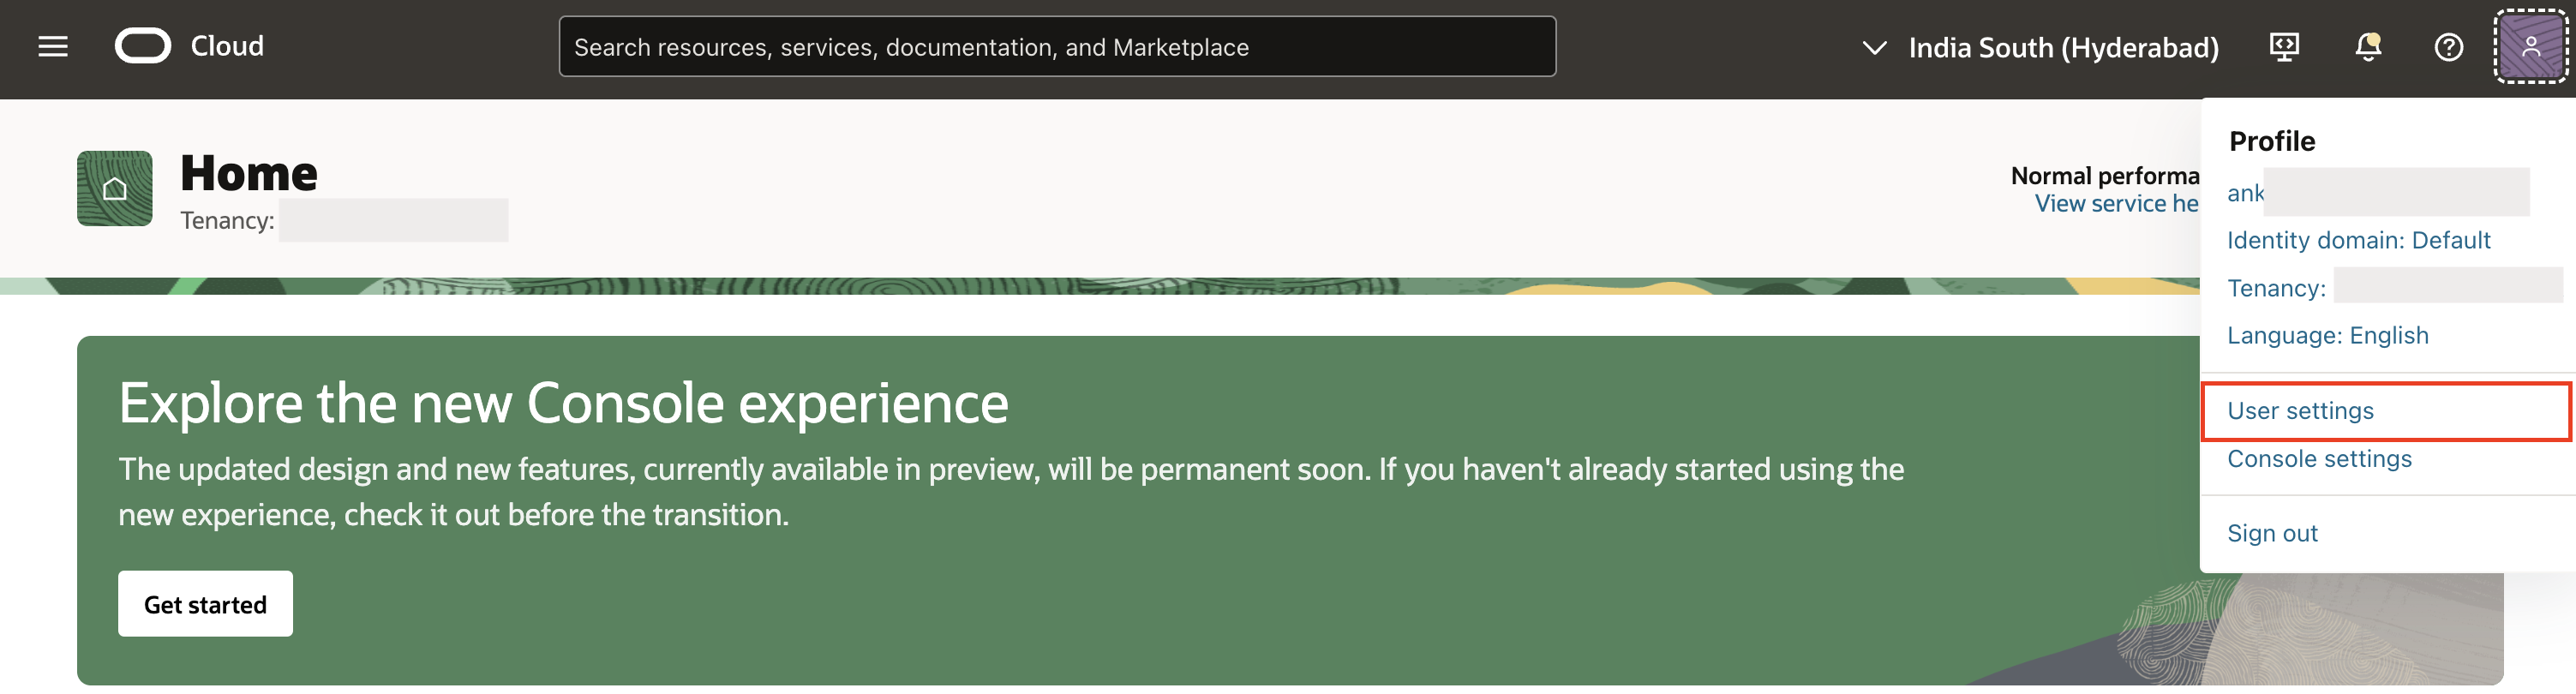 Cloud
Search resources, services, documentation, and Marketplace
India South (Hyderabad)
Home
Tenancy:
Normal performa
View service he
Profile
ank
Identity domain: Default
Tenancy:
Language: English
User settings
Console settings
Sign out
Explore the new Console experience
The updated design and new features, currently available in preview, will be permanent soon. If you haven't already started using the
new experience, check it out before the transition.
Get started